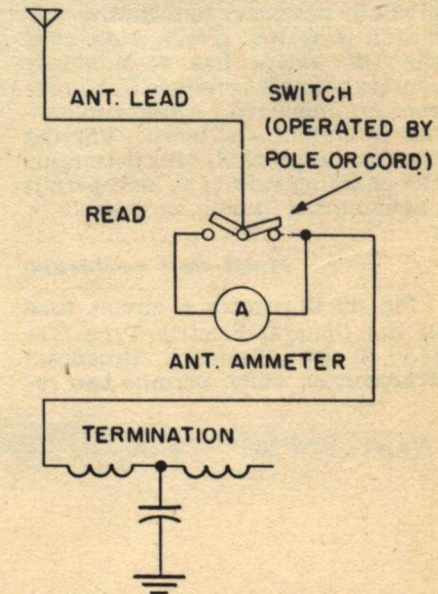 ANT. LEAD
SWITCH
(OPERATED BY
POLE OR CORD)
READ
A
ANT. AMMETER
TERMINATION